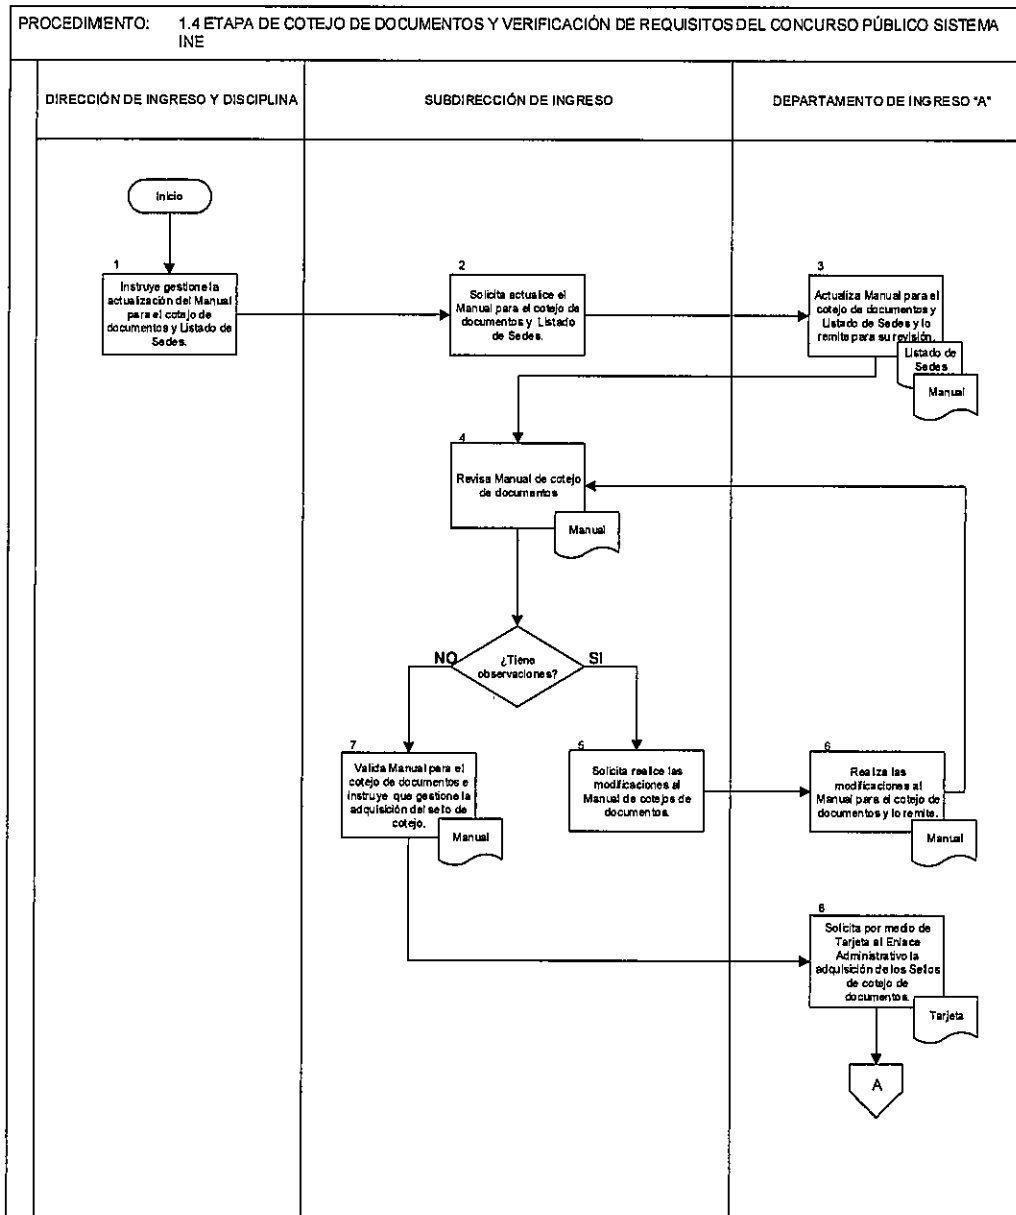 PROCEDIMIENTO: 1.4 ETAPA DE COTEJO DE DOCUMENTOS Y VERIFICACIÓN DE REQUISITOS DEL CONCURSO PÚBLICO SISTEMA
INE
DIRECCIÓN DE INGRESO Y DISCIPLINA
SUBDIRECCIÓN DE INGRESO
DEPARTAMENTO DE INGRESO "A"
Inicio
1
Instruye gestione la
actualización del Manual
para el cotejo de
documentos y Listado de
Sedes.
2
Solicita actualice el
Manual para el cotejo de
documentos y Listado
de Sedes.
3
Actualiza Manual para el
cotejo de documentos y
Listado de Sedes y lo
remite para su revisión.
Listado de
Sedes
Manual
4
Revisa Manual de cotejo
de documentos
Manual
¿Tiene
observaciones?
NO
SI
7
Valida Manual para el
cotejo de documentos e
instruye que gestione la
adquisición del sello de
cotejo.
Manual
5
Solicita realice las
modificaciones al
Manual de cotejos de
documentos.
6
Realiza las
modificaciones al
Manual para el cotejo de
documentos y lo remite.
Manual
8
Solicita por medio de
Tarjeta al Enlace
Administrativo la
adquisición de los Sellos
de cotejo de
documentos.
Tarjeta
A